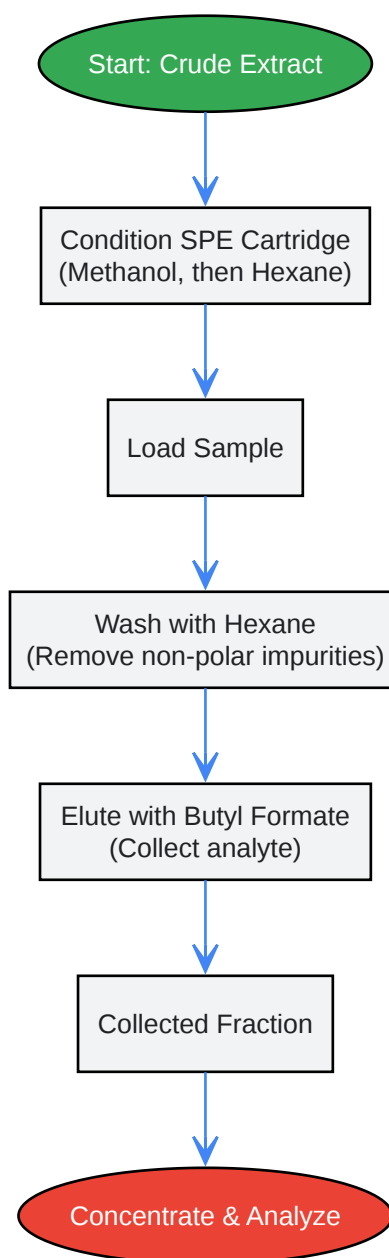 Start: Crude Extract
Condition SPE Cartridge
(Methanol, then Hexane)
Load Sample
Wash with Hexane
(Remove non-polar impurities)
Elute with Butyl Formate
(Collect analyte)
Collected Fraction
Concentrate & Analyze